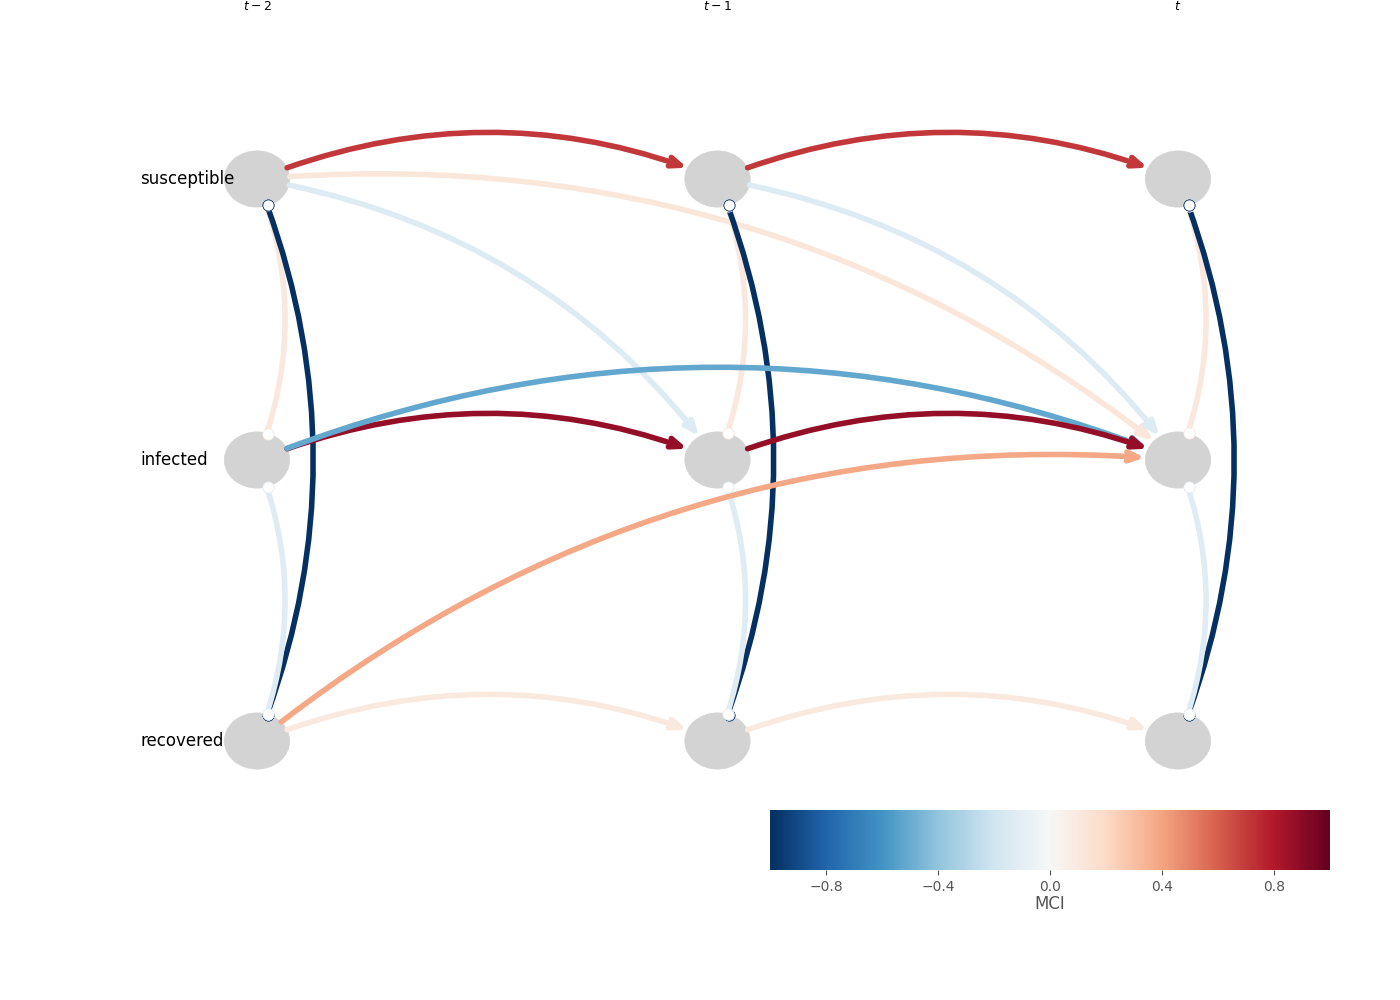 t − 2 t − 1 t
susceptible
infected
recovered
−0.8 −0.4 0.0 0.4 0.8
MCI